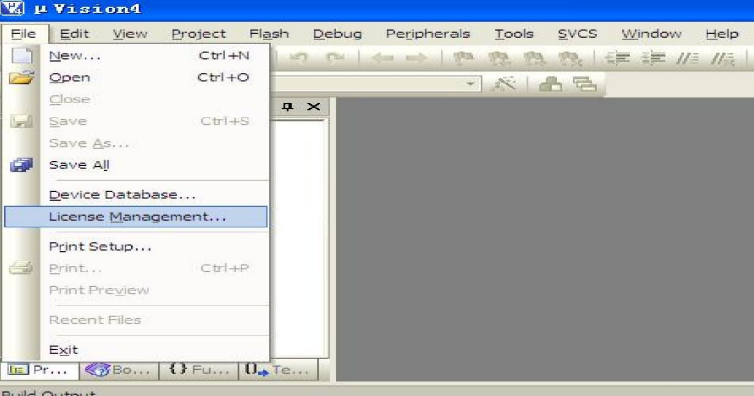 μ Vision4
File Edit View Project Flash Debug Peripherals Tools SVCS Window Help
New... Ctrl+N
Open Ctrl+O
Close
Save Ctrl+S
Save As...
Save All
Device Database...
License Management...
Print Setup...
Print... Ctrl+P
Print Preview
Recent Files
Exit
Pr... Bo... {} Fu... 0 Te...
Build Output